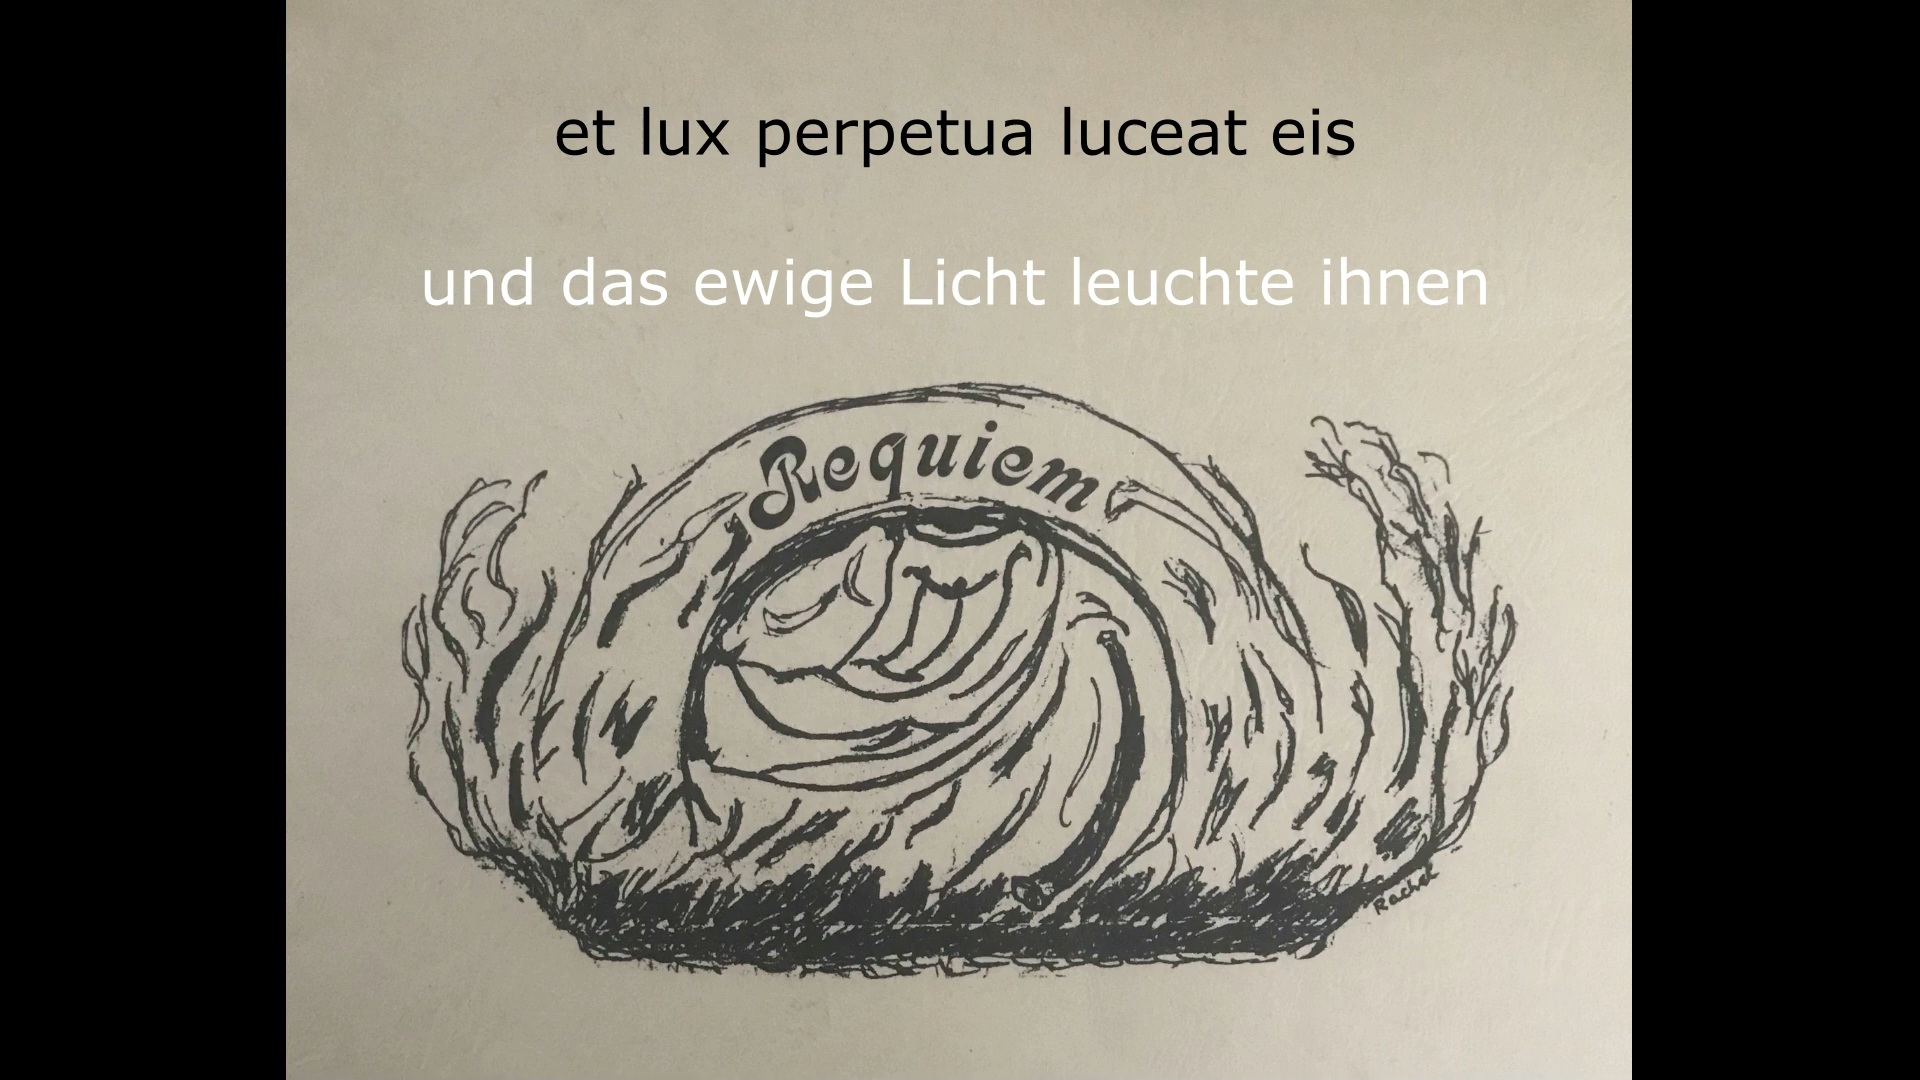 et lux perpetua luceat eis
und das ewige Licht leuchte ihnen
Requiem
Rachel